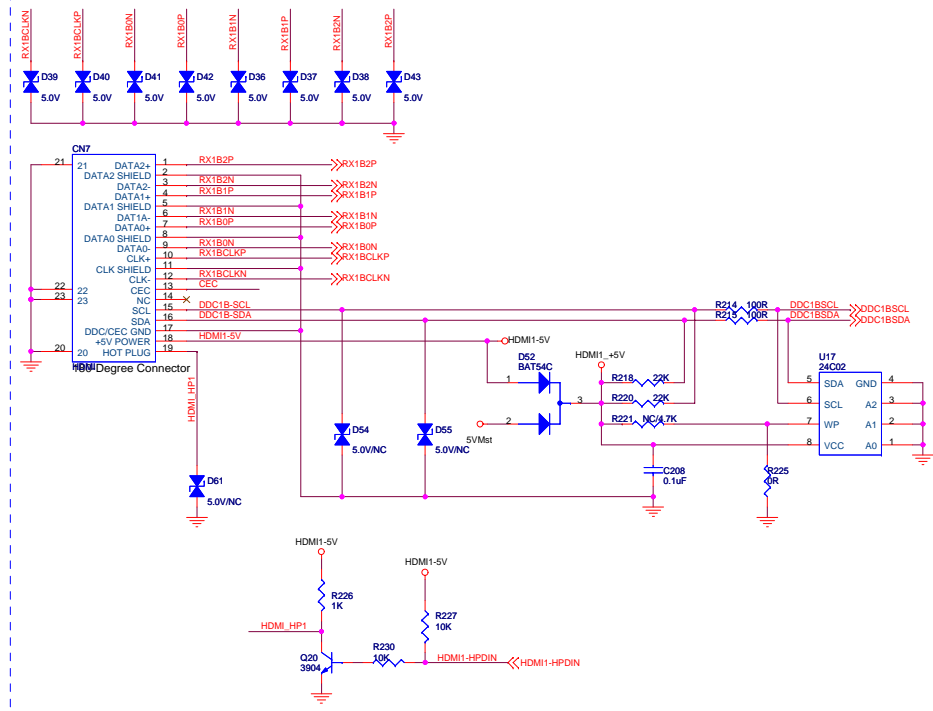 RX1BCLKN RX1BCLKP RX1B0N RX1B0P RX1B1N RX1B1P RX1B2N RX1B2P
D39 D40 D41 D42 D36 D37 D38 D43
5.0V 5.0V 5.0V 5.0V 5.0V 5.0V 5.0V 5.0V
CN7
21 21 DATA2+ 1 RX1B2P RX1B2P
DATA2 SHIELD 2
DATA2- 3 RX1B2N RX1B2N
DATA1+ 4 RX1B1P RX1B1P
DATA1 SHIELD 5
DAT1A- 6 RX1B1N RX1B1N
DATA0+ 7 RX1B0P RX1B0P
DATA0 SHIELD 8
DATA0- 9 RX1B0N RX1B0N
CLK+ 10 RX1BCLKP RX1BCLKP
CLK SHIELD 11
CLK- 12 RX1BCLKN RX1BCLKN
22 22 CEC 13 CEC
23 23 NC 14
SCL 15 DDC1B-SCL R214 100R DDC1BSCL DDC1BSCL
SDA 16 DDC1B-SDA R215 100R DDC1BSDA DDC1BSDA
DDC/CEC GND 17
+5V POWER 18 HDMI1-5V HDMI1-5V
20 20 HOT PLUG 19
HDMI
180-Degree Connector
HDMI_HP1
D52
BAT54C
1
2
3
5VMst
HDMI1_+5V
R218 22K
R220 22K
R221 NC/4.7K
U17
24C02
5 SDA GND 4
6 SCL A2 3
7 WP A1 2
8 VCC A0 1
D54
5.0V/NC
D55
5.0V/NC
C208
0.1uF
R225
0R
D61
5.0V/NC
HDMI1-5V
R226
1K
HDMI1-5V
R227
10K
HDMI_HP1
Q20
3904
R230
10K
HDMI1-HPDIN HDMI1-HPDIN